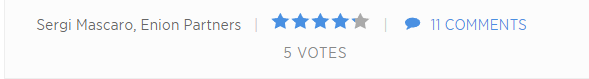 Sergi Mascaro, Enion Partners | | 11 COMMENTS
5 VOTES